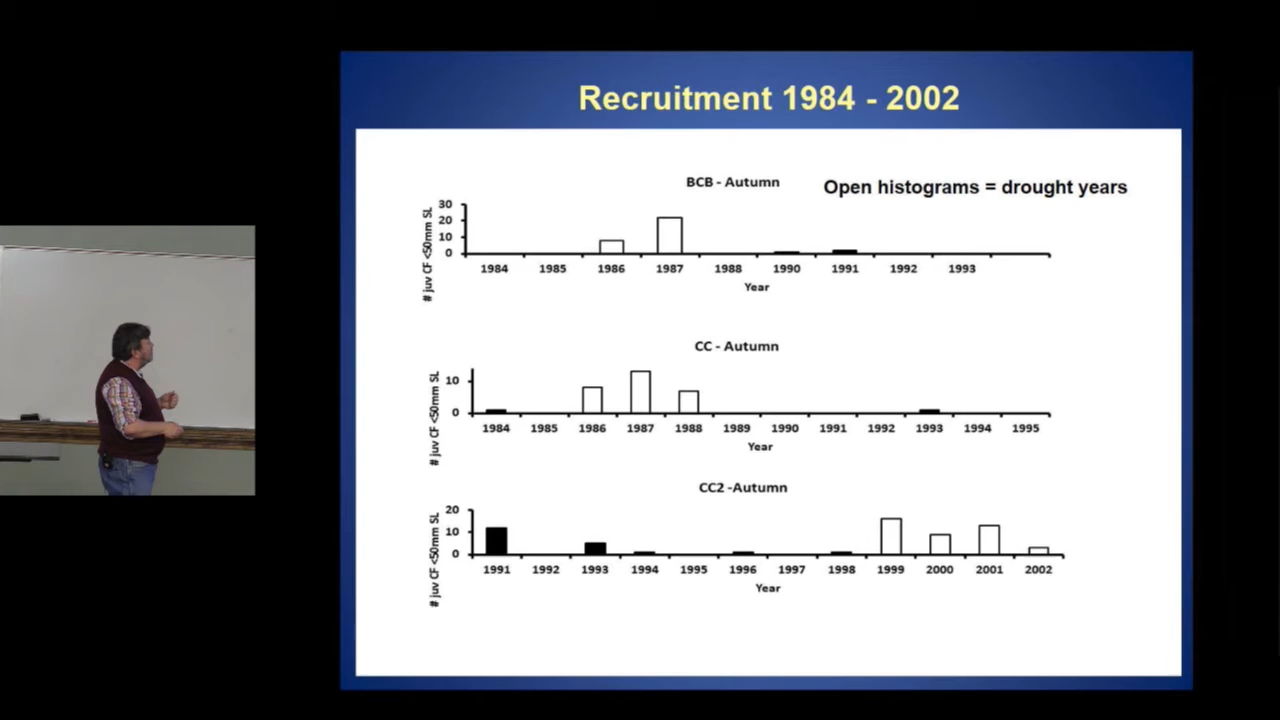 Recruitment 1984 - 2002
BCB - Autumn
Open histograms = drought years
# juv CF <50mm SL
30
20
10
0
1984 1985 1986 1987 1988 1990 1991 1992 1993
Year
CC - Autumn
# juv CF <50mm SL
10
0
1984 1985 1986 1987 1988 1989 1990 1991 1992 1993 1994 1995
Year
CC2 -Autumn
# juv CF <50mm SL
20
10
0
1991 1992 1993 1994 1995 1996 1997 1998 1999 2000 2001 2002
Year